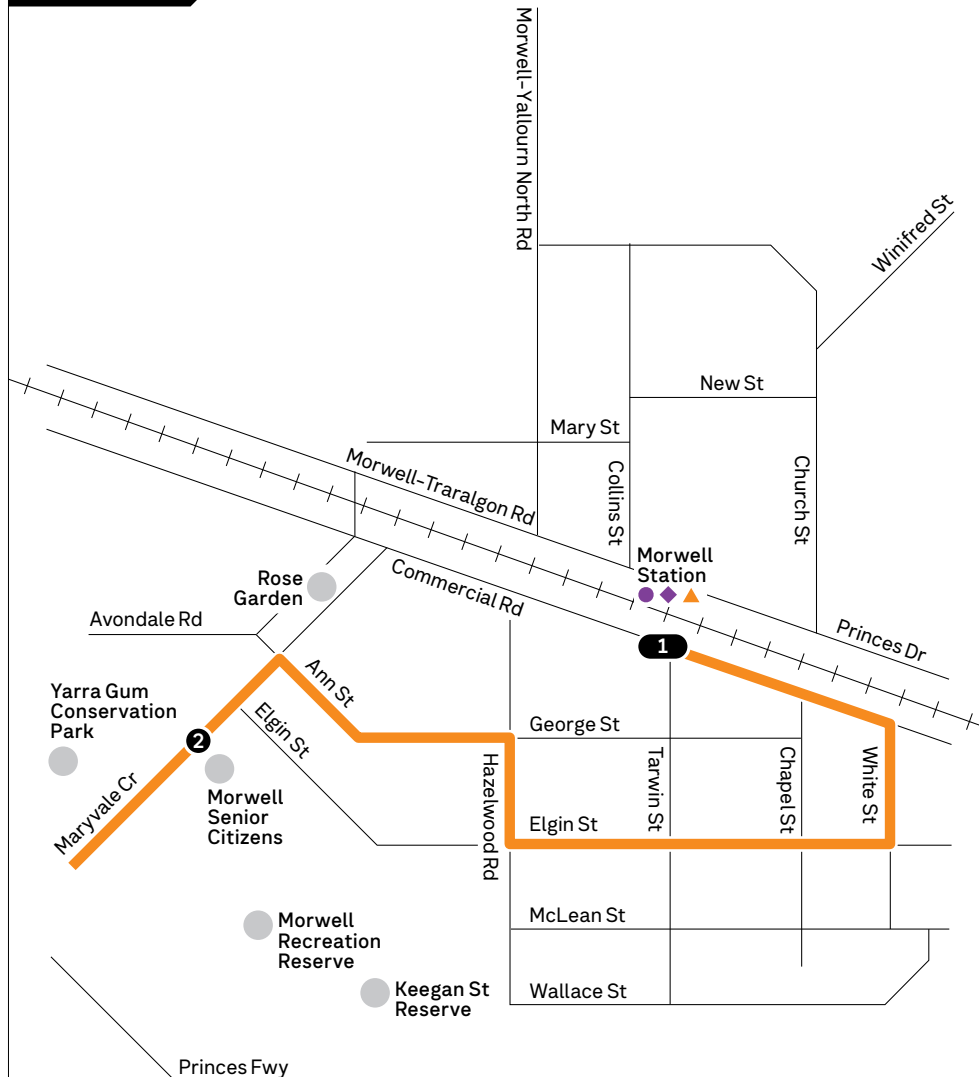 Morwell-Yallourn North Rd
Winifred St
New St
Mary St
Morwell-Traralgon Rd
Collins St
Church St
Morwell
Station
Rose
Garden
Commercial Rd
Avondale Rd
1
Princes Dr
Ann St
Yarra Gum
Conservation
Park
Elgin St
George St
2
Hazelwood Rd
Tarwin St
Chapel St
White St
Maryvale Cr
Morwell
Senior
Citizens
Elgin St
McLean St
Morwell
Recreation
Reserve
Keegan St
Reserve
Wallace St
Princes Fwy